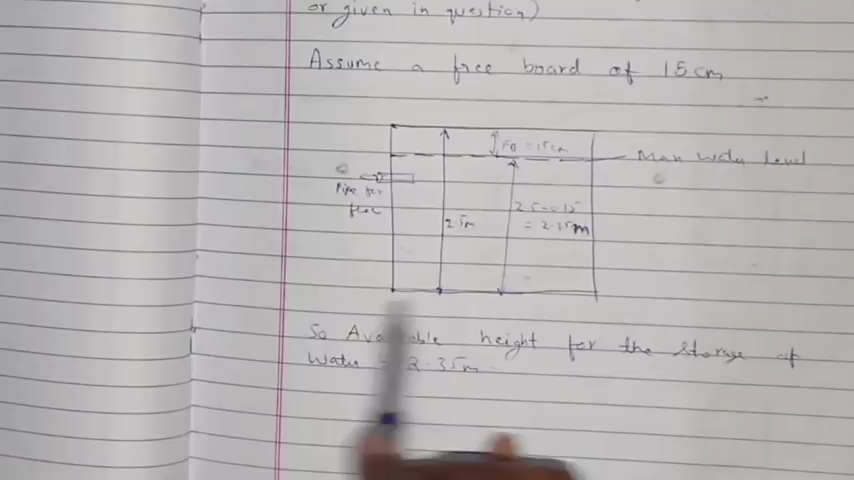 or given in question)
Assume a free board of 15 cm
FB = 15cm
Max water level
Q
Pipe for
2.5m
2.5-0.15
= 2.35m
So Available height for the storage of
Water = 2.35m